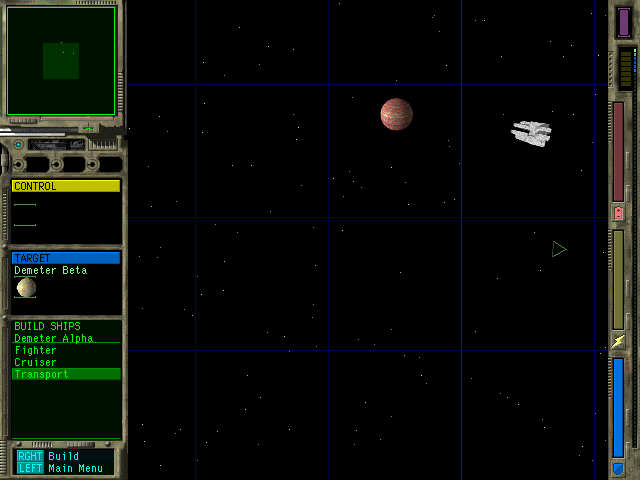 CONTROL
TARGET
Demeter Beta
BUILD SHIPS
Demeter Alpha
Fighter
Cruiser
Transport
RGHT Build
LEFT Main Menu